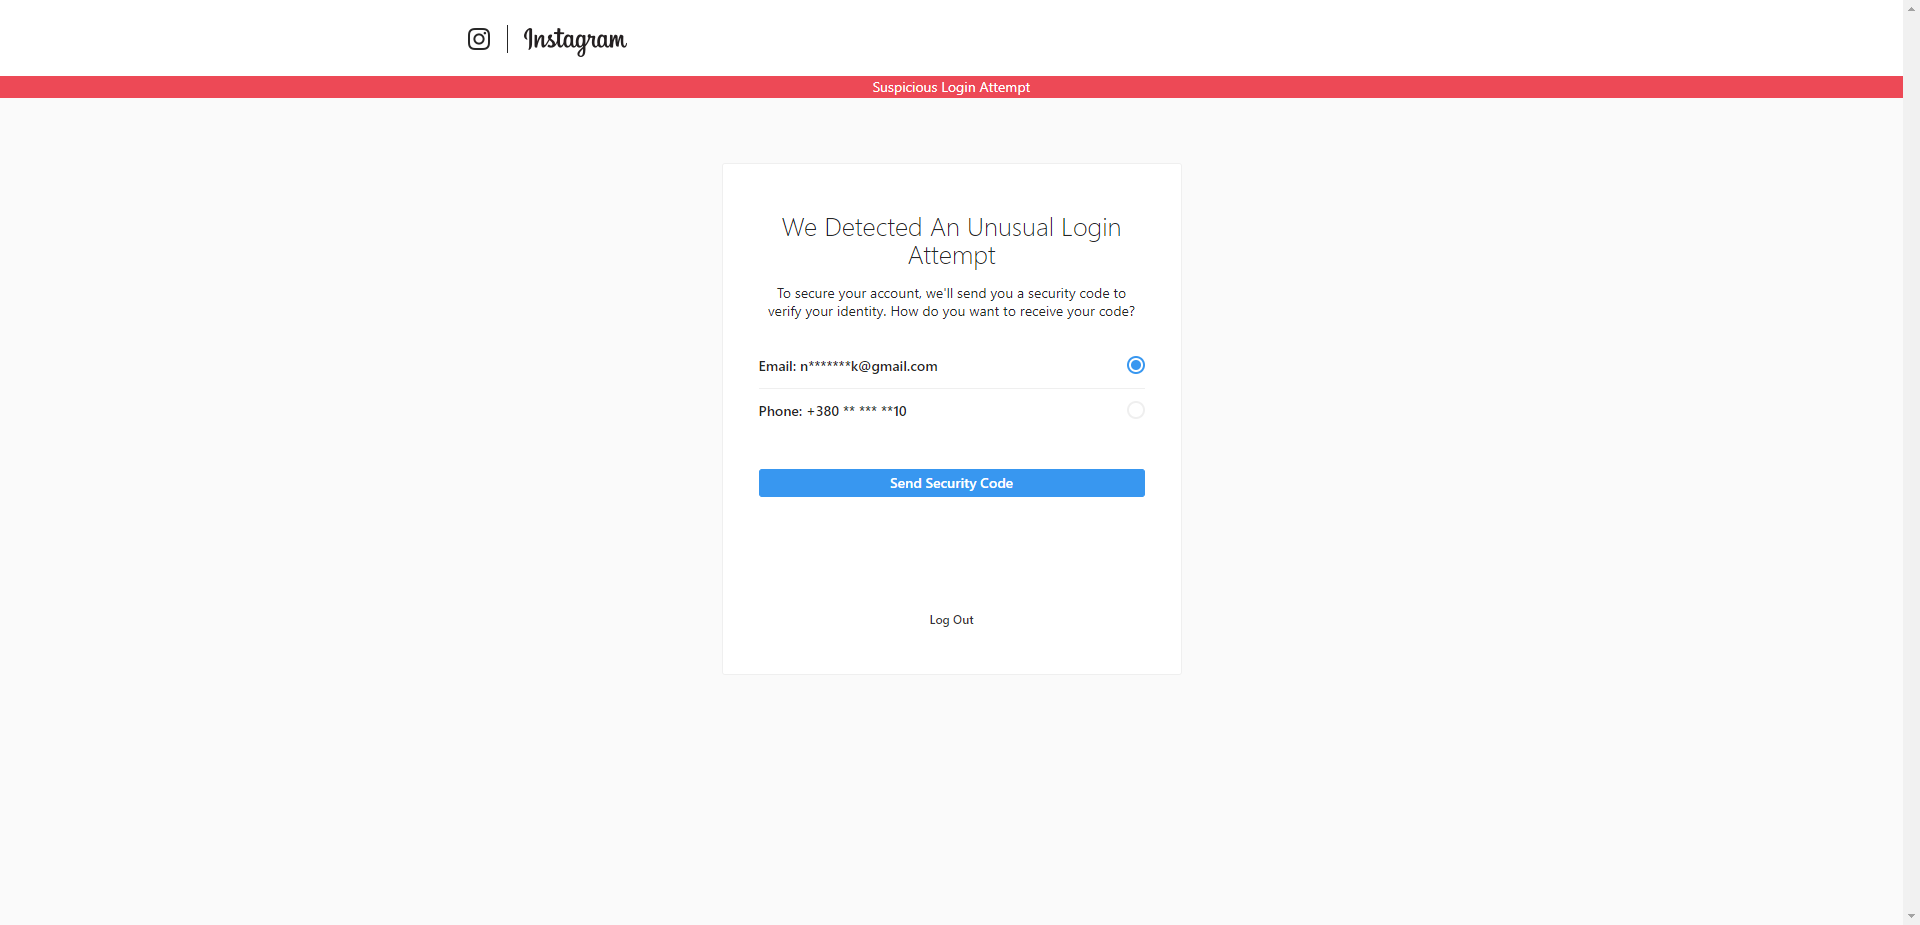 Instagram
Suspicious Login Attempt
We Detected An Unusual Login
Attempt
To secure your account, we'll send you a security code to
verify your identity. How do you want to receive your code?
Email: n*******k@gmail.com
Phone: +380 ** *** **10
Send Security Code
Log Out